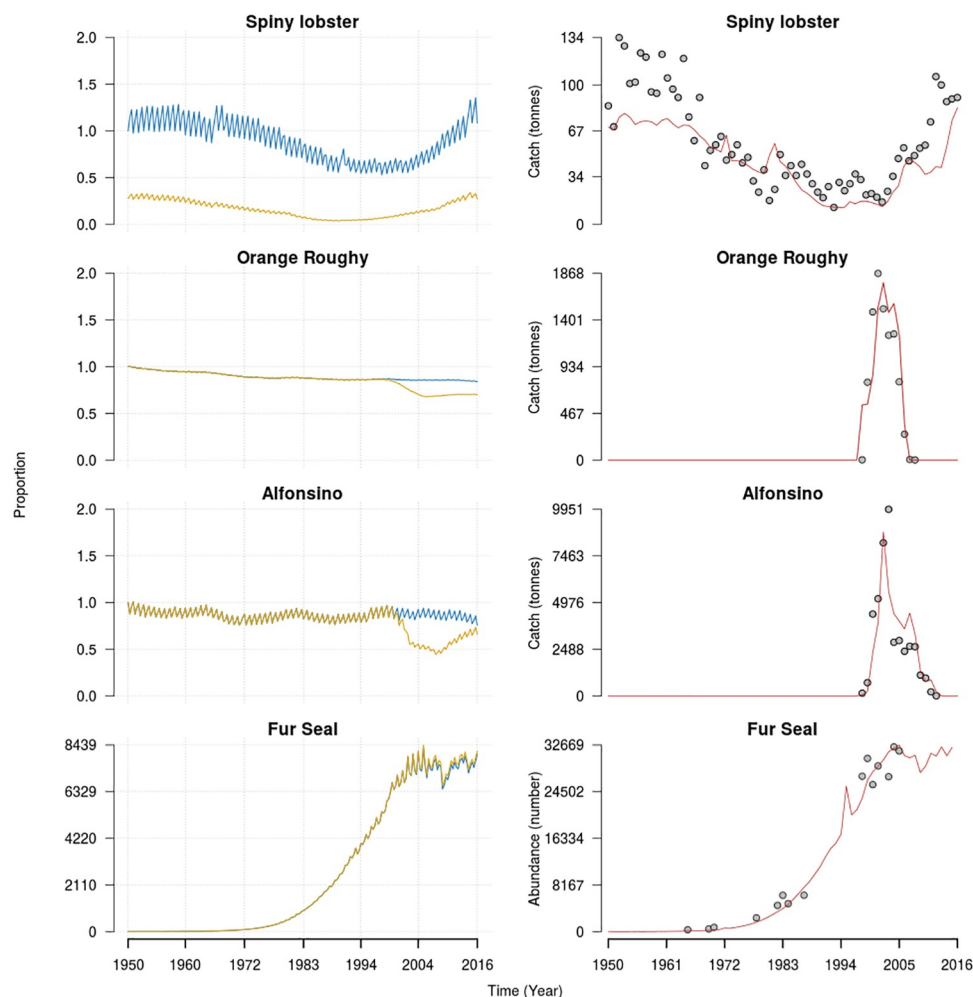 Spiny lobster
2.0
1.5
1.0
0.5
0.0
Spiny lobster
134
100
67
34
0
Catch (tonnes)
Orange Roughy
2.0
1.5
1.0
0.5
0.0
Orange Roughy
1868
1401
934
467
0
Catch (tonnes)
Proportion
Alfonsino
2.0
1.5
1.0
0.5
0.0
Alfonsino
9951
7463
4976
2488
0
Catch (tonnes)
Fur Seal
8439
6329
4220
2110
0
1950 1960 1972 1983 1994 2004 2016
Fur Seal
32669
24502
16334
8167
0
Abundance (number)
1950 1961 1972 1983 1994 2005 2016
Time (Year)